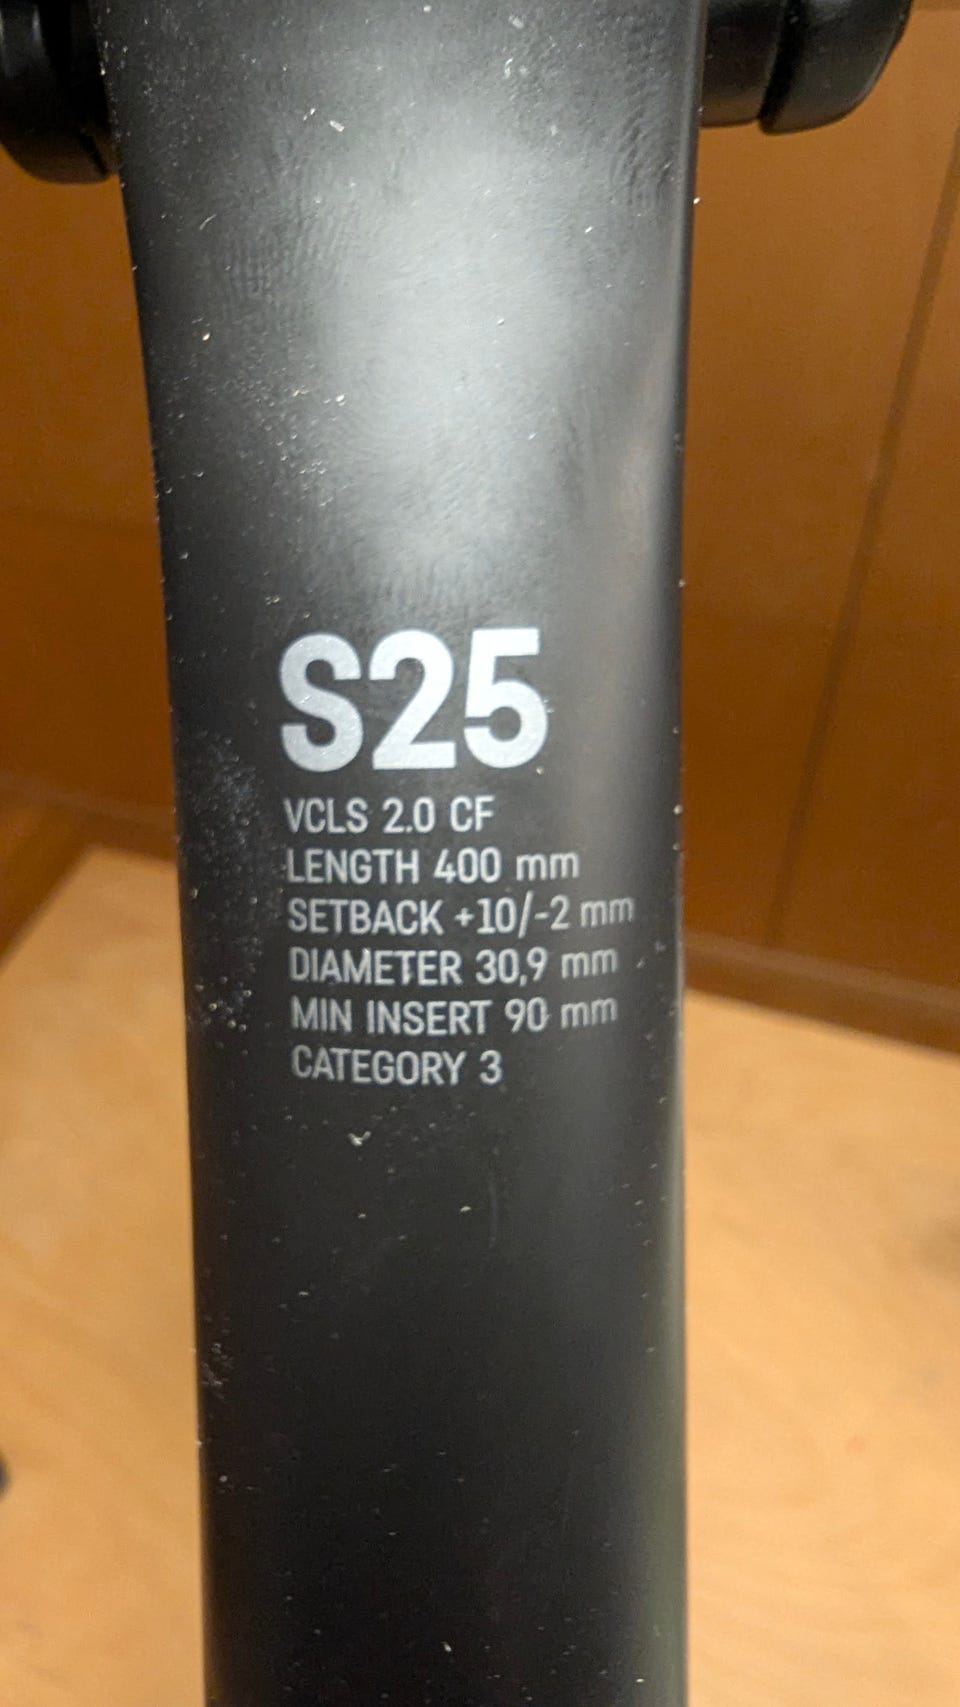 S25
VCLS 2.0 CF
LENGTH 400 mm
SETBACK +10/-2 mm
DIAMETER 30,9 mm
MIN INSERT 90 mm
CATEGORY 3